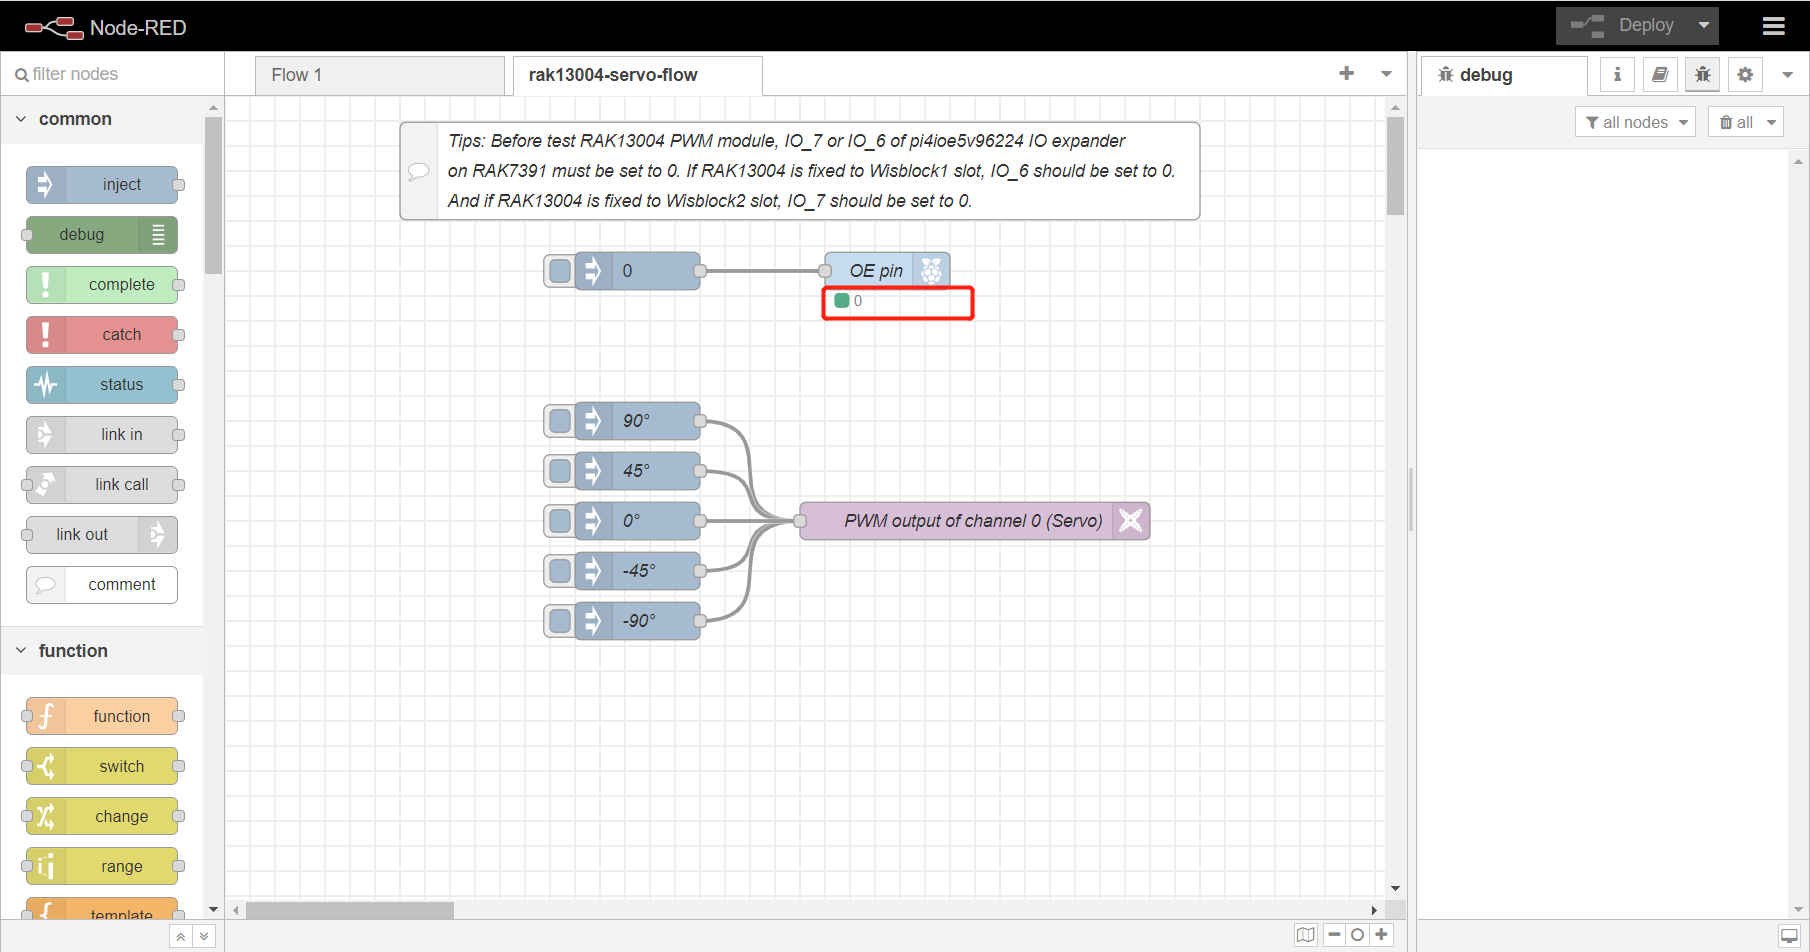 Node-RED
Deploy
filter nodes
Flow 1
rak13004-servo-flow
debug
i
all nodes
all
common
inject
debug
complete
catch
status
link in
link call
link out
comment
function
function
switch
change
range
template
Tips: Before test RAK13004 PWM module, IO_7 or IO_6 of pi4ioe5v96224 IO expander
on RAK7391 must be set to 0. If RAK13004 is fixed to Wisblock1 slot, IO_6 should be set to 0.
And if RAK13004 is fixed to Wisblock2 slot, IO_7 should be set to 0.
0
OE pin
0
90°
45°
0°
-45°
-90°
PWM output of channel 0 (Servo)